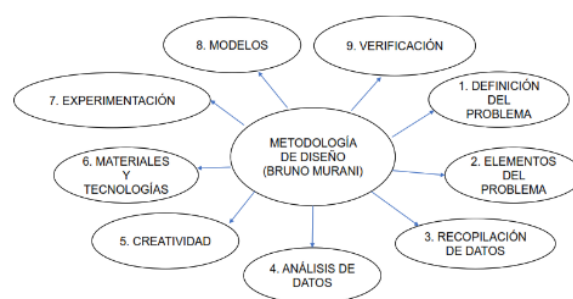 METODOLOGÍA
DE DISEÑO
(BRUNO MURANI)
1. DEFINICIÓN
DEL
PROBLEMA
2. ELEMENTOS
DEL
PROBLEMA
3. RECOPILACIÓN
DE DATOS
4. ANÁLISIS DE
DATOS
5. CREATIVIDAD
6. MATERIALES
Y
TECNOLOGÍAS
7. EXPERIMENTACIÓN
8. MODELOS
9. VERIFICACIÓN